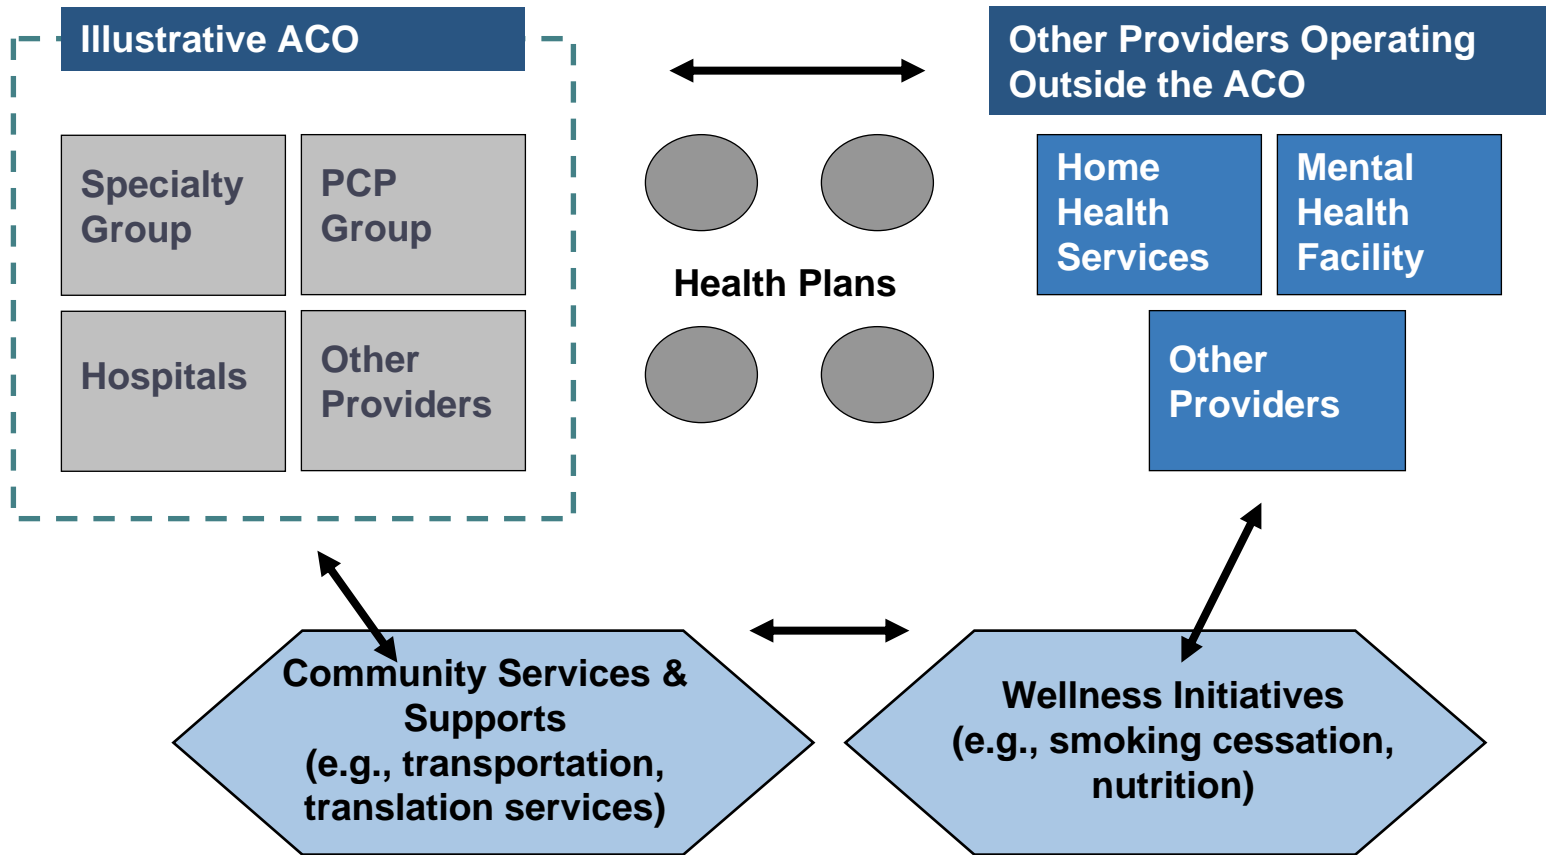 Illustrative ACO
Specialty
Group
PCP
Group
Hospitals
Other
Providers
Health Plans
Other Providers Operating
Outside the ACO
Home
Health
Services
Mental
Health
Facility
Other
Providers
Community Services &
Supports
(e.g., transportation,
translation services)
Wellness Initiatives
(e.g., smoking cessation,
nutrition)